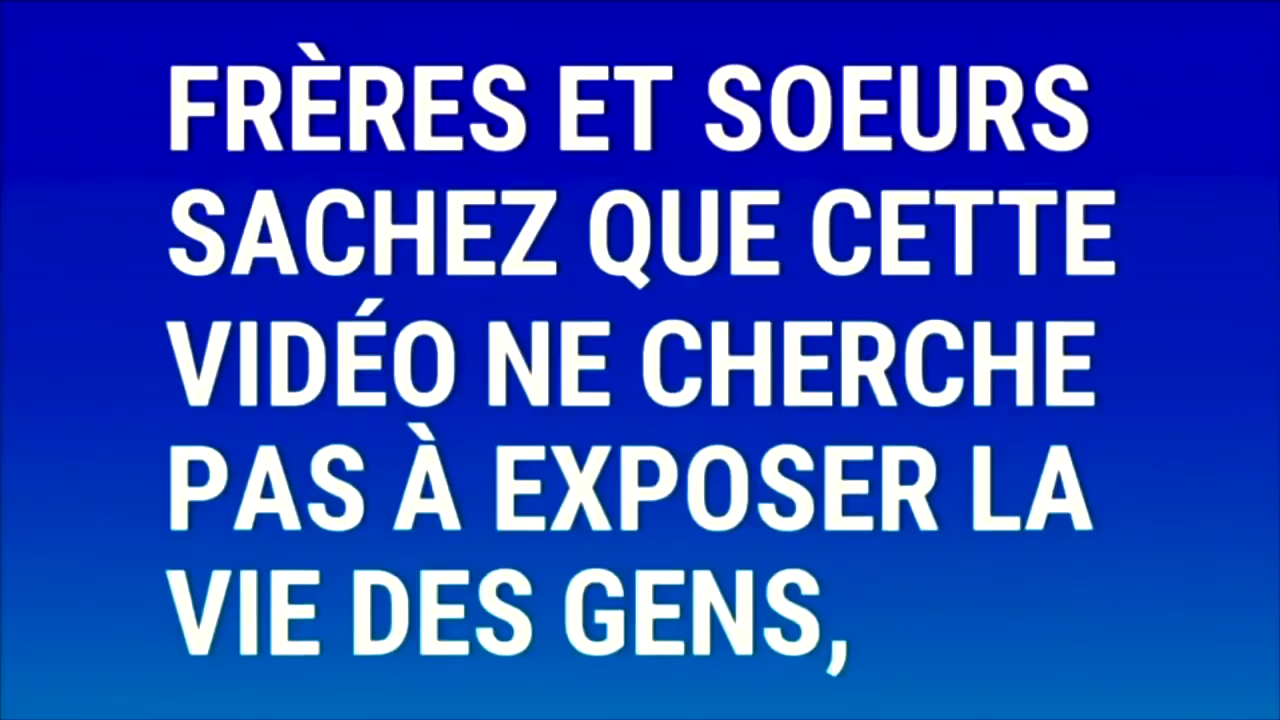 FRÈRES ET SOEURS
SACHEZ QUE CETTE
VIDÉO NE CHERCHE
PAS À EXPOSER LA
VIE DES GENS,